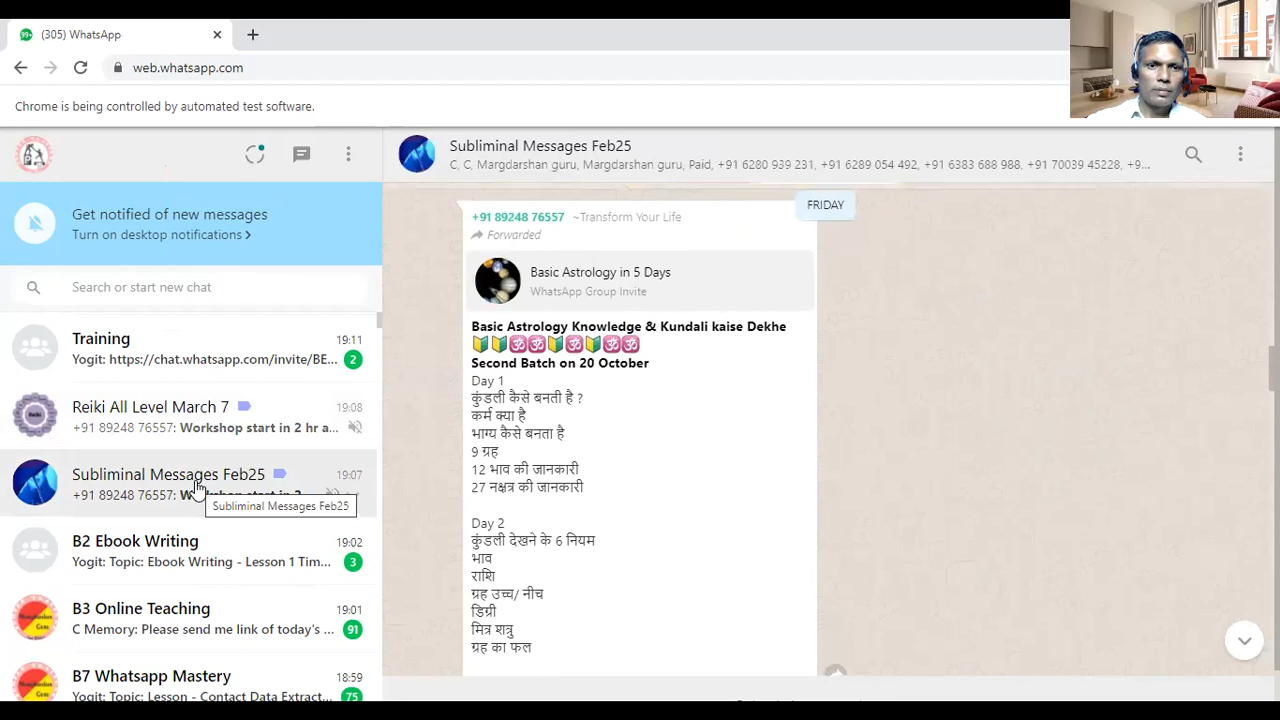 (305) WhatsApp
web.whatsapp.com
Chrome is being controlled by automated test software.
Get notified of new messages
Turn on desktop notifications >
Search or start new chat
Training 19:11
Yogit: https://chat.whatsapp.com/invite/BE... 2
Reiki All Level March 7 19:08
+91 89248 76557: Workshop start in 2 hr a...
Subliminal Messages Feb25 19:07
+91 89248 76557:
Subliminal Messages Feb25
B2 Ebook Writing 19:02
Yogit: Topic: Ebook Writing - Lesson 1 Tim... 3
B3 Online Teaching 19:01
C Memory: Please send me link of today's ... 91
B7 Whatsapp Mastery 18:59
Yogit: Topic: Lesson - Contact Data Extract... 75
Subliminal Messages Feb25
C, C, Margdarshan guru, Margdarshan guru, Paid, +91 6280 939 231, +91 6289 054 492, +91 6383 688 988, +91 70039 45228, +9...
FRIDAY
+91 89248 76557 ~Transform Your Life
Forwarded
Basic Astrology in 5 Days
WhatsApp Group Invite
Basic Astrology Knowledge & Kundali kaise Dekhe
🔰🔰🕉🕉🔰🕉🔰🕉🕉
Second Batch on 20 October
Day 1
कुंडली कैसे बनती है ?
कर्म क्या है
भाग्य कैसे बनता है
9 ग्रह
12 भाव की जानकारी
27 नक्षत्र की जानकारी
Day 2
कुंडली देखने के 6 नियम
भाव
राशि
ग्रह उच्च/ नीच
डिग्री
मित्र शत्रु
ग्रह का फल